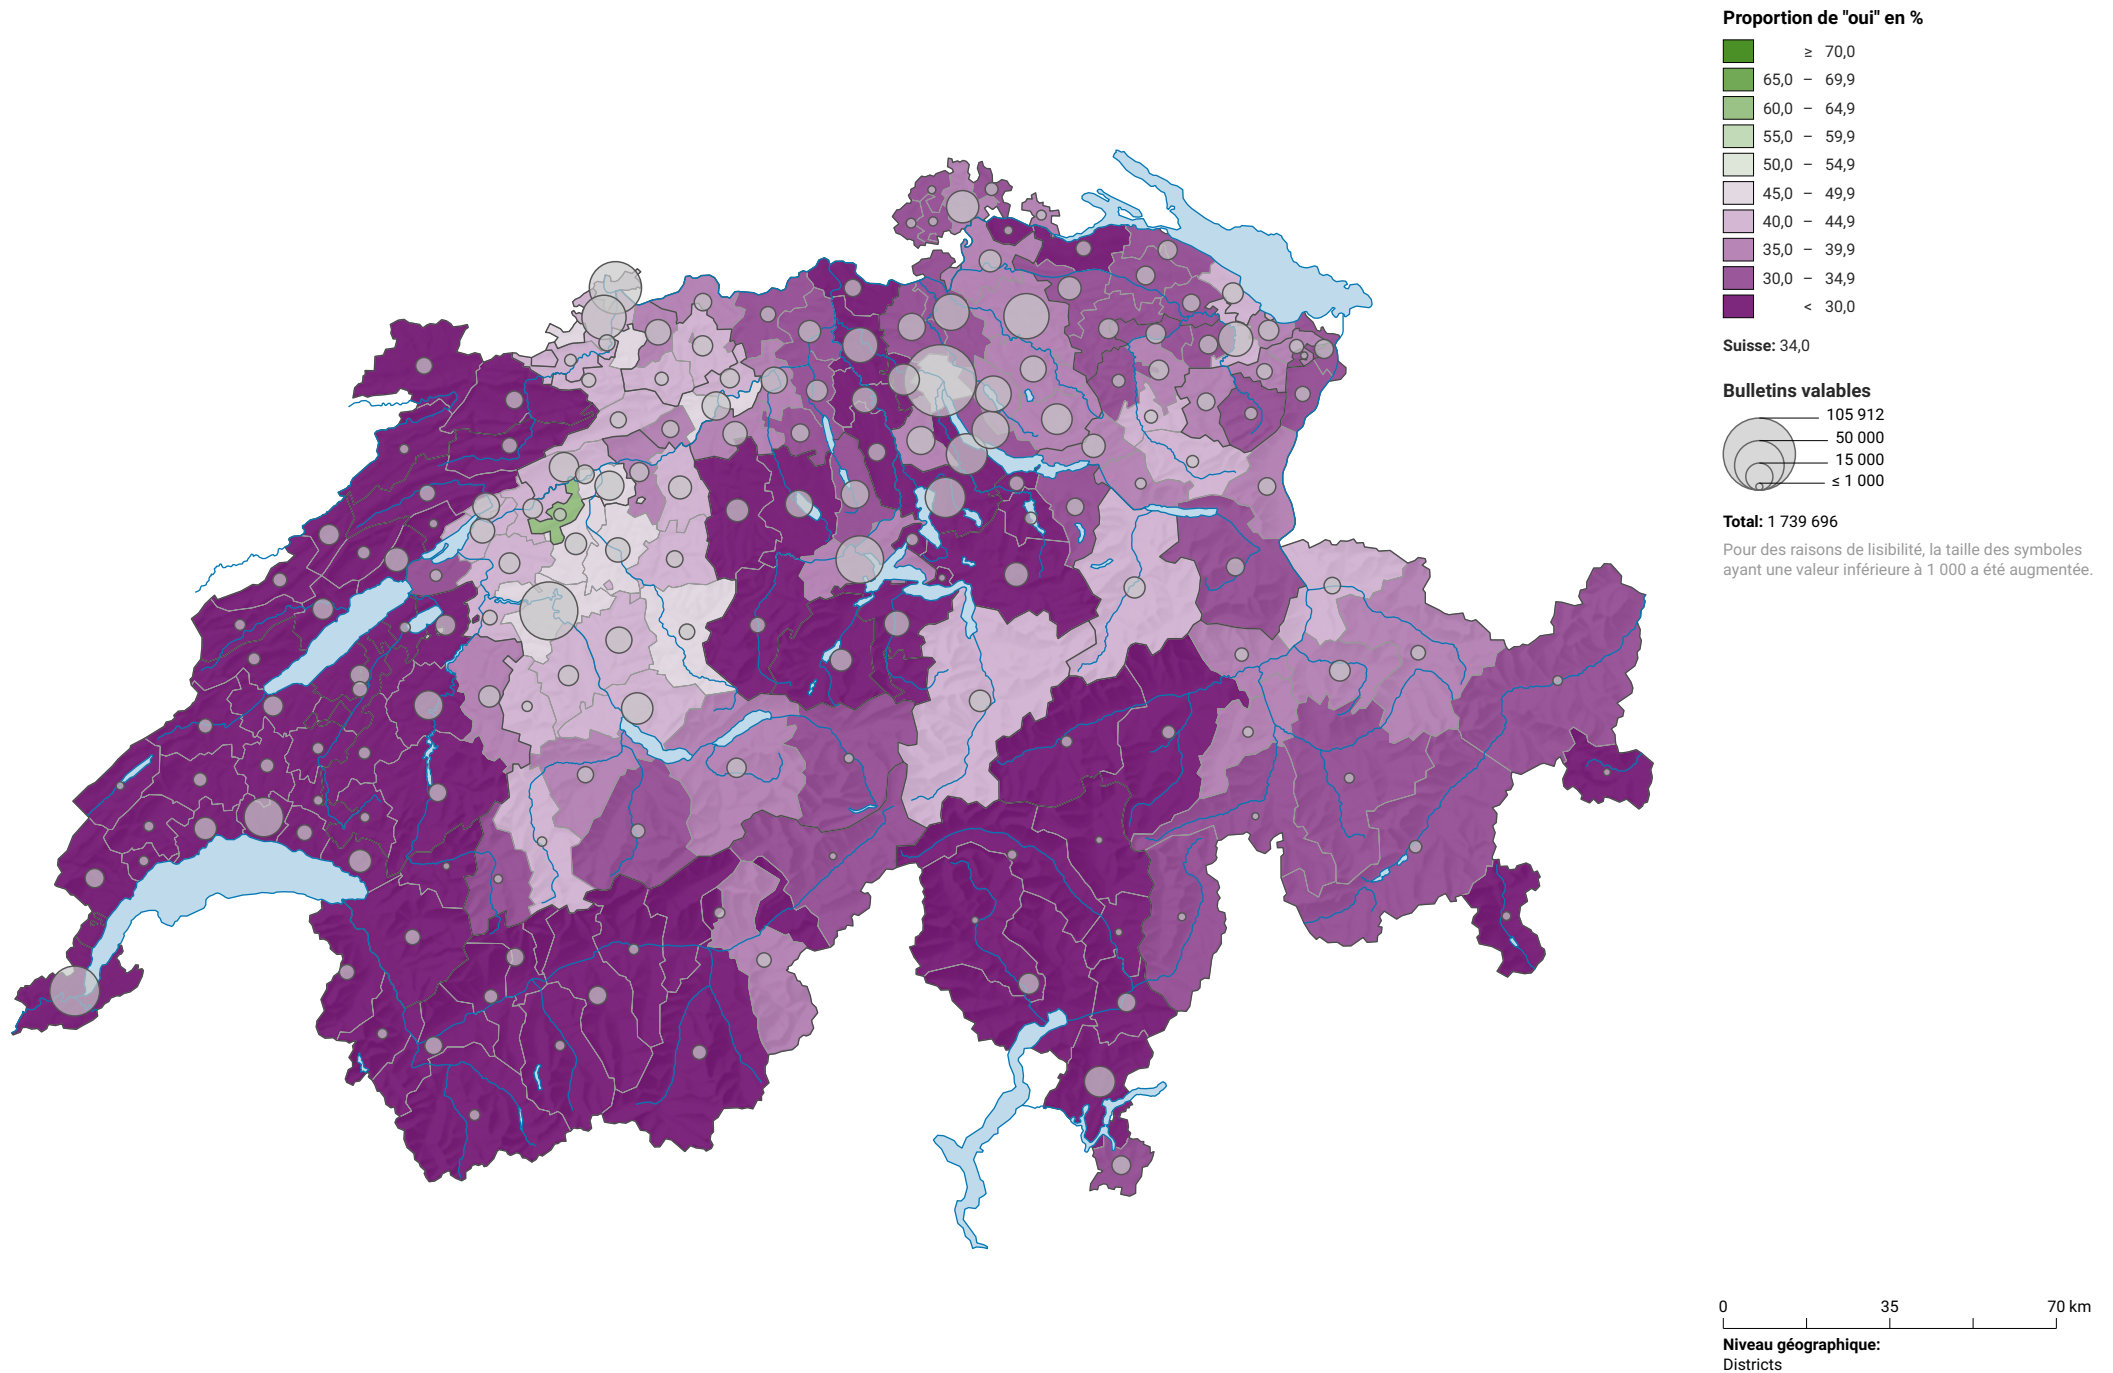 Proportion de "oui" en %
≥ 70,0
65,0 – 69,9
60,0 – 64,9
55,0 – 59,9
50,0 – 54,9
45,0 – 49,9
40,0 – 44,9
35,0 – 39,9
30,0 – 34,9
< 30,0
Suisse: 34,0
Bulletins valables
105 912
50 000
15 000
≤ 1 000
Total: 1 739 696
Pour des raisons de lisibilité, la taille des symboles
ayant une valeur inférieure à 1 000 a été augmentée.
0 35 70 km
Niveau géographique:
Districts